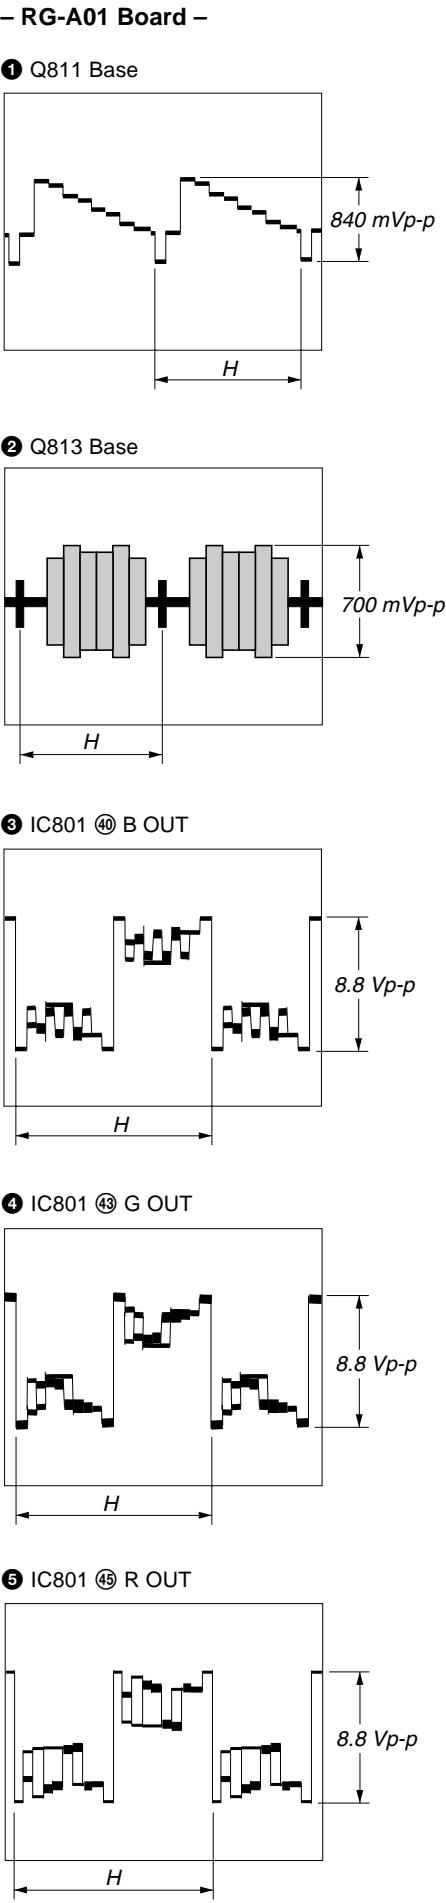 – RG-A01 Board –
❶ Q811 Base
840 mVp-p
H
❷ Q813 Base
700 mVp-p
H
❸ IC801 ㊵ B OUT
8.8 Vp-p
H
❹ IC801 ㊸ G OUT
8.8 Vp-p
H
❺ IC801 ㊺ R OUT
8.8 Vp-p
H